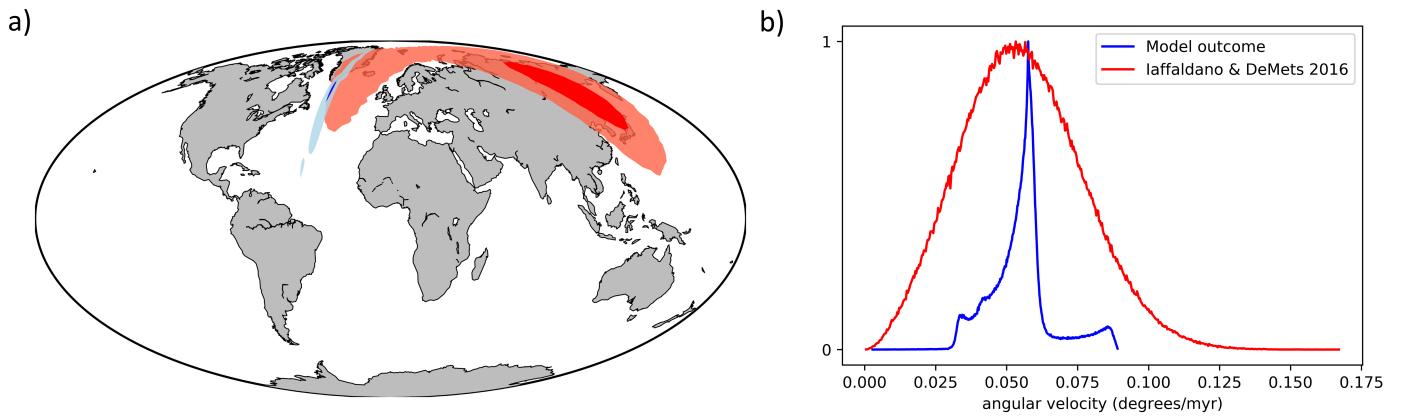 a)
b)
1
0
Model outcome
Iaffaldano & DeMets 2016
0.000 0.025 0.050 0.075 0.100 0.125 0.150 0.175
angular velocity (degrees/myr)